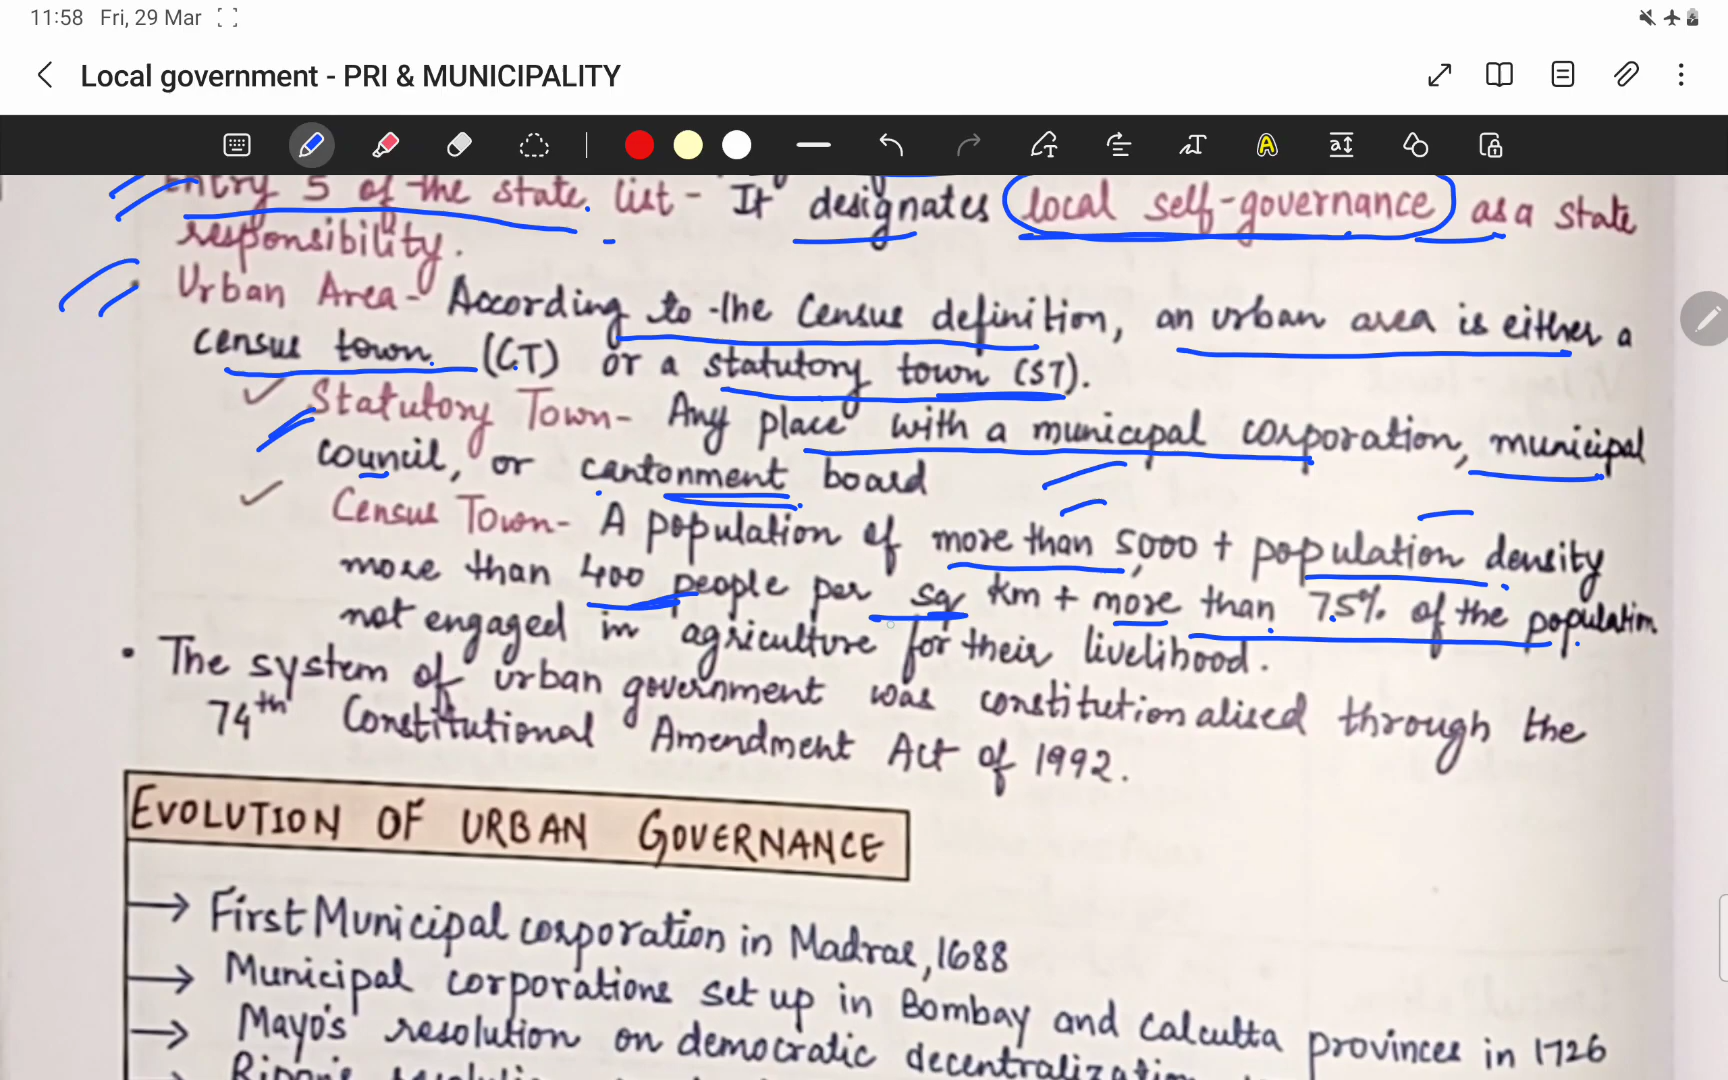 11:58 Fri, 29 Mar
Local government - PRI & MUNICIPALITY
Entry 5 of the state list - It designates local self-governance as a state
responsibility.
Urban Area - According to the Census definition, an urban area is either a
census town (CT) or a statutory town (ST).
Statutory Town - Any place with a municipal corporation, municipal
council, or cantonment board
Census Town - A population of more than 5,000 + population density
more than 400 people per sq km + more than 75% of the population
not engaged in agriculture for their livelihood.
• The system of urban government was constitutionalised through the
74th Constitutional Amendment Act of 1992.
EVOLUTION OF URBAN GOVERNANCE
→ First Municipal corporation in Madras, 1688
→ Municipal corporations set up in Bombay and Calcutta provinces in 1726
→ Mayo's resolution on democratic decentralization